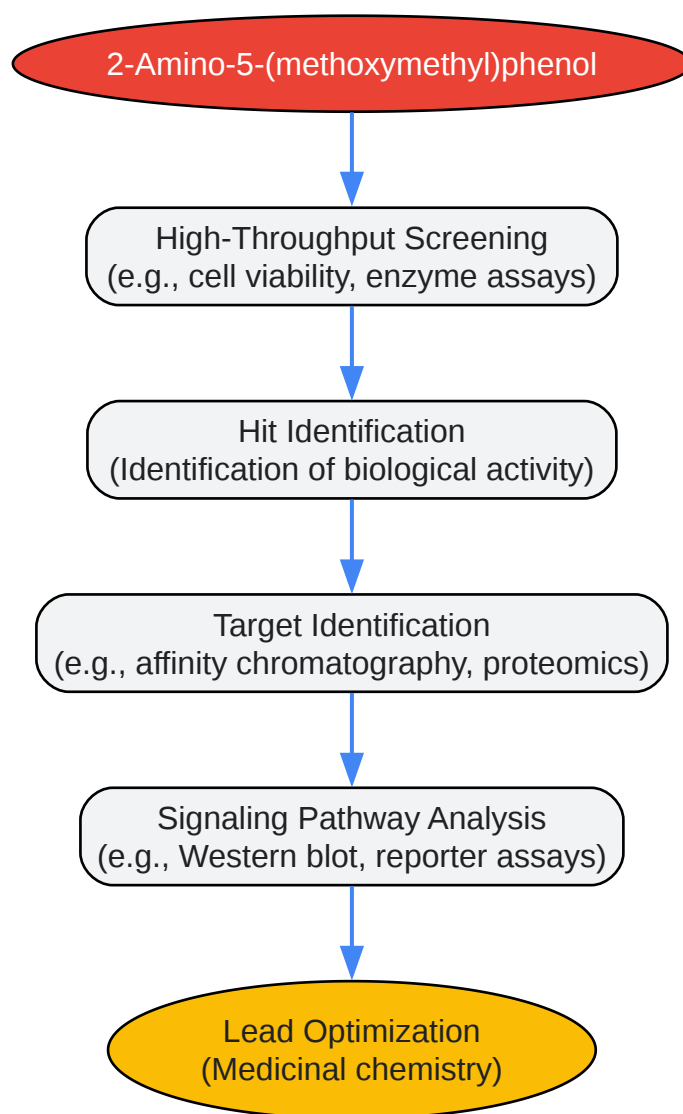 2-Amino-5-(methoxymethyl)phenol
High-Throughput Screening
(e.g., cell viability, enzyme assays)
Hit Identification
(Identification of biological activity)
Target Identification
(e.g., affinity chromatography, proteomics)
Signaling Pathway Analysis
(e.g., Western blot, reporter assays)
Lead Optimization
(Medicinal chemistry)